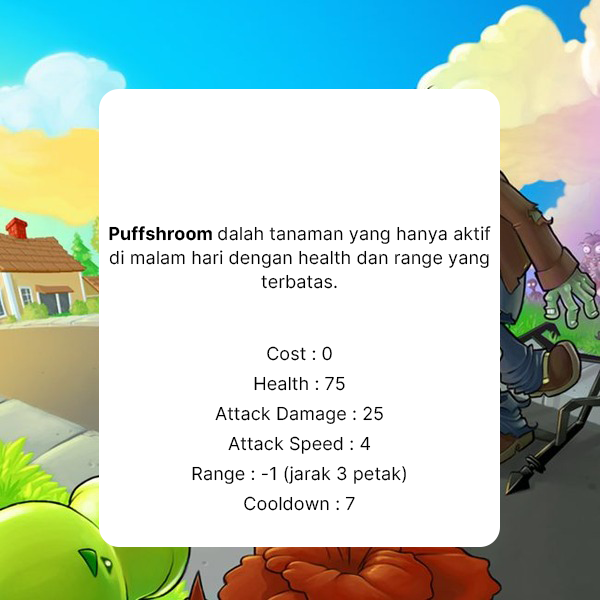 Puffshroom dalah tanaman yang hanya aktif
di malam hari dengan health dan range yang
terbatas.
Cost : 0
Health : 75
Attack Damage : 25
Attack Speed : 4
Range : -1 (jarak 3 petak)
Cooldown : 7